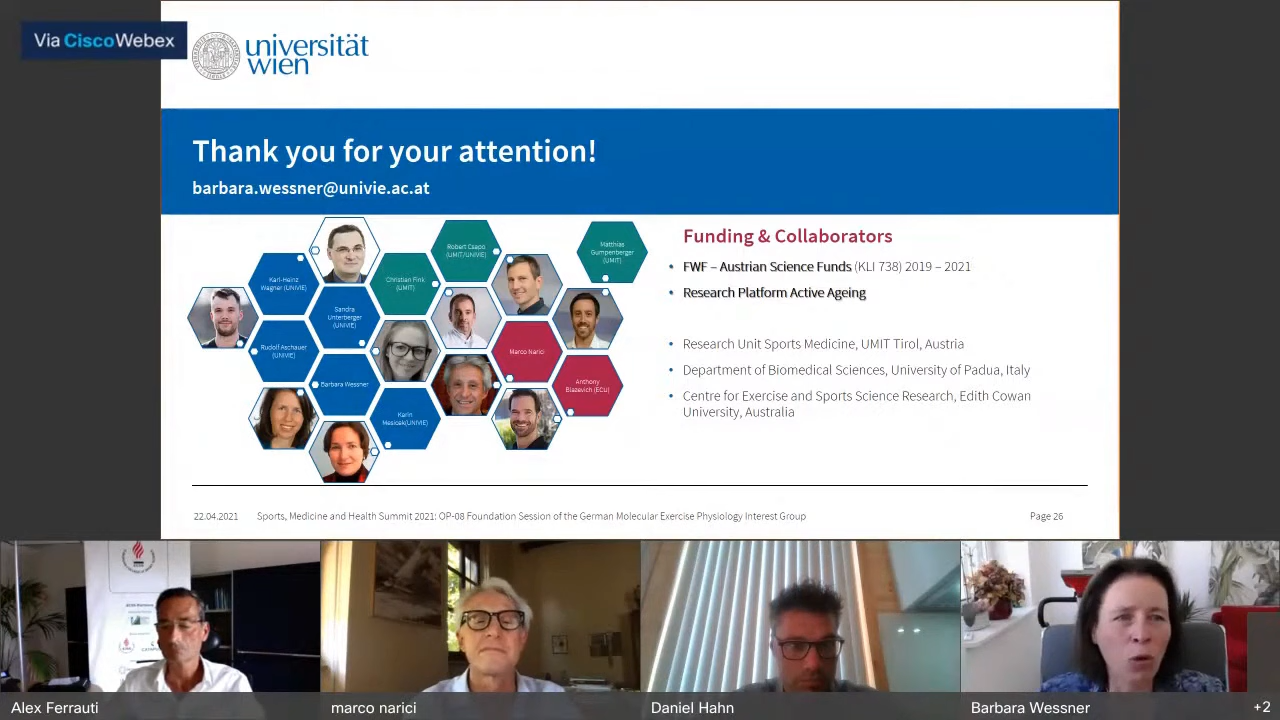 Via Cisco Webex
universität
wien
Thank you for your attention!
barbara.wessner@univie.ac.at
Robert Csapo
(UMIT/UNIVIE)
Matthias
Gumpenberger
(UMIT)
Karl-Heinz
Wagner (UNIVIE)
Christian Fink
(UMIT)
Sandra
Unterberger
(UNIVIE)
Rudolf Aschauer
(UNIVIE)
Marco Narici
Barbara Wessner
Anthony
Blazevich (ECU)
Karin
Mesicek(UNIVIE)
Funding & Collaborators
• FWF – Austrian Science Funds (KLI 738) 2019 – 2021
• Research Platform Active Ageing
• Research Unit Sports Medicine, UMIT Tirol, Austria
• Department of Biomedical Sciences, University of Padua, Italy
• Centre for Exercise and Sports Science Research, Edith Cowan
University, Australia
22.04.2021 Sports, Medicine and Health Summit 2021: OP-08 Foundation Session of the German Molecular Exercise Physiology Interest Group Page 26
Alex Ferrauti
marco narici
Daniel Hahn
Barbara Wessner
+2